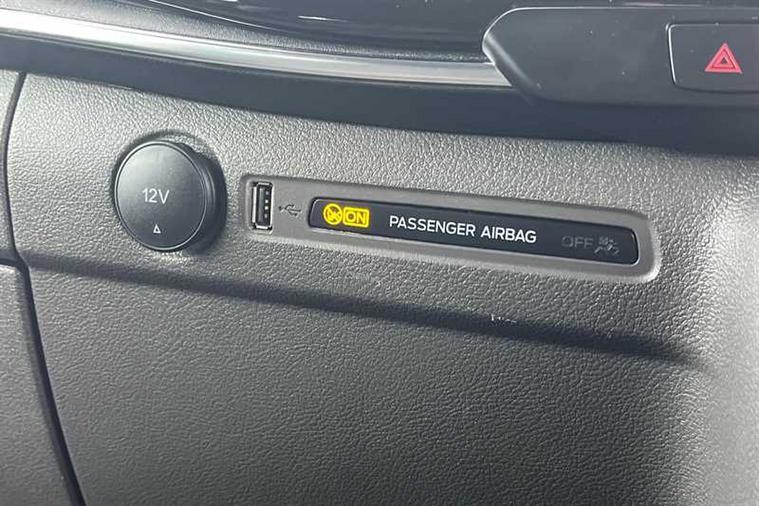 12V
ON PASSENGER AIRBAG OFF